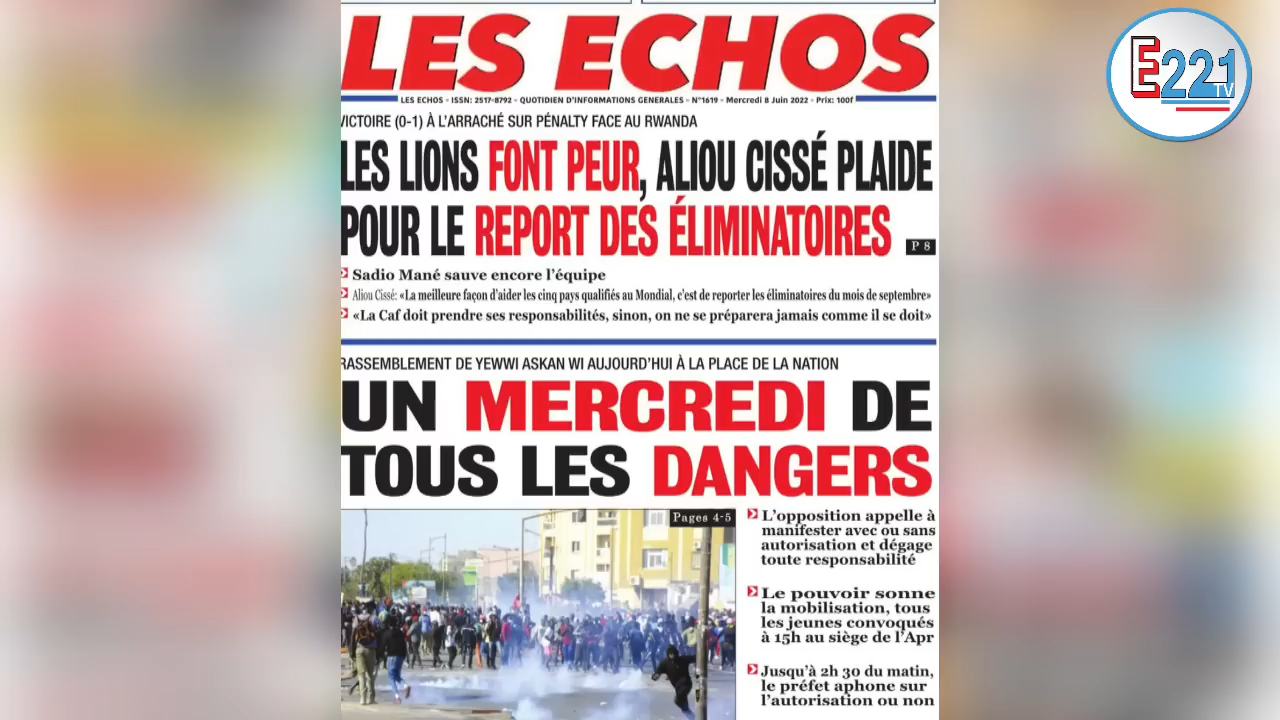 LES ECHOS
LES ECHOS - ISSN: 2517-8792 - QUOTIDIEN D'INFORMATIONS GENERALES - N°1619 - Mercredi 8 Juin 2022 - Prix: 100f
E221
TV
VICTOIRE (0-1) À L'ARRACHÉ SUR PÉNALTY FACE AU RWANDA
LES LIONS FONT PEUR, ALIOU CISSÉ PLAIDE
POUR LE REPORT DES ÉLIMINATOIRES
P 8
Sadio Mané sauve encore l'équipe
Aliou Cissé: «La meilleure façon d'aider les cinq pays qualifiés au Mondial, c'est de reporter les éliminatoires du mois de septembre»
«La Caf doit prendre ses responsabilités, sinon, on ne se préparera jamais comme il se doit»
RASSEMBLEMENT DE YEWWI ASKAN WI AUJOURD'HUI À LA PLACE DE LA NATION
UN MERCREDI DE
TOUS LES DANGERS
Pages 4-5
L'opposition appelle à
manifester avec ou sans
autorisation et dégage
toute responsabilité
Le pouvoir sonne
la mobilisation, tous
les jeunes convoqués
à 15h au siège de l'Apr
Jusqu'à 2h 30 du matin,
le préfet aphone sur
l'autorisation ou non